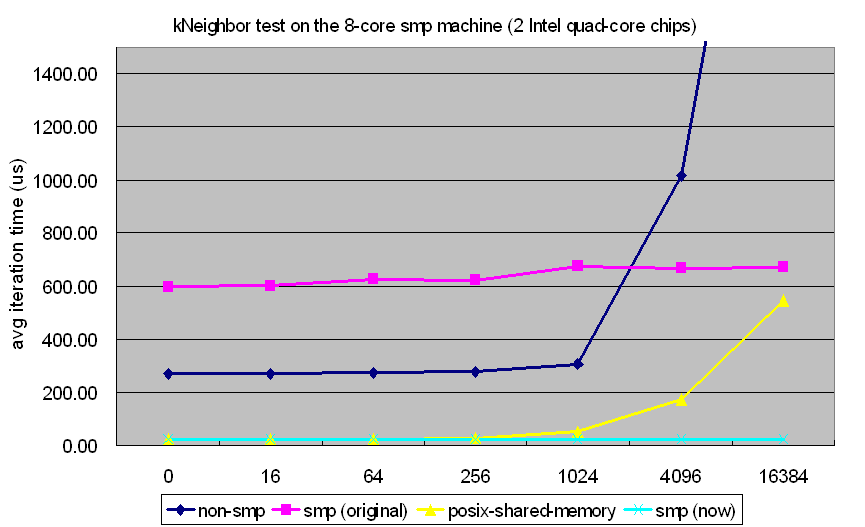 kNeighbor test on the 8-core smp machine (2 Intel quad-core chips)
avg iteration time (us)
1400.00
1200.00
1000.00
800.00
600.00
400.00
200.00
0.00
0 16 64 256 1024 4096 16384
non-smp smp (original) posix-shared-memory smp (now)